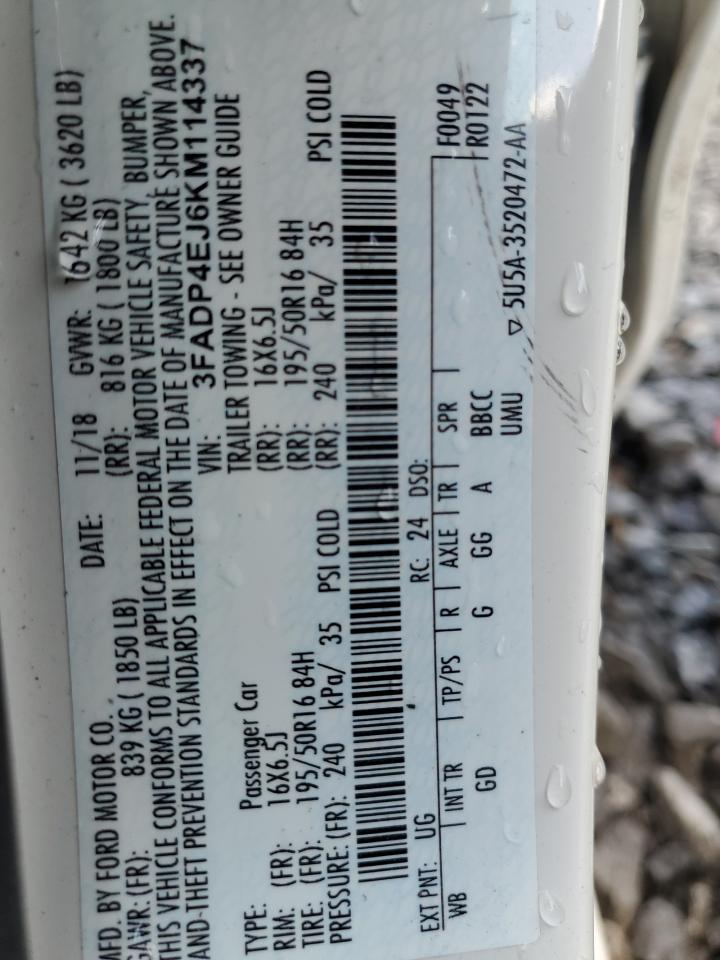 MFD. BY FORD MOTOR CO. DATE: 11/18 GVWR: 1642 KG ( 3620 LB)
GAWR: (FR): 839 KG ( 1850 LB) (RR): 816 KG ( 1800 LB)
THIS VEHICLE CONFORMS TO ALL APPLICABLE FEDERAL MOTOR VEHICLE SAFETY, BUMPER,
AND THEFT PREVENTION STANDARDS IN EFFECT ON THE DATE OF MANUFACTURE SHOWN ABOVE.
VIN: 3FADP4EJ6KM114337
TYPE: Passenger Car TRAILER TOWING - SEE OWNER GUIDE
RIM: (FR): 16X6.5J (RR): 16X6.5J
TIRE: (FR): 195/50R16 84H (RR): 195/50R16 84H
PRESSURE: (FR): 240 kPa/ 35 PSI COLD (RR): 240 kPa/ 35 PSI COLD
EXT PNT: UG RC: 24 DSO: F0049
WB INT TR TP/PS R AXLE TR SPR R0122
GD G GG A BBCC
UMU ▽ 5U5A-3520472-AA